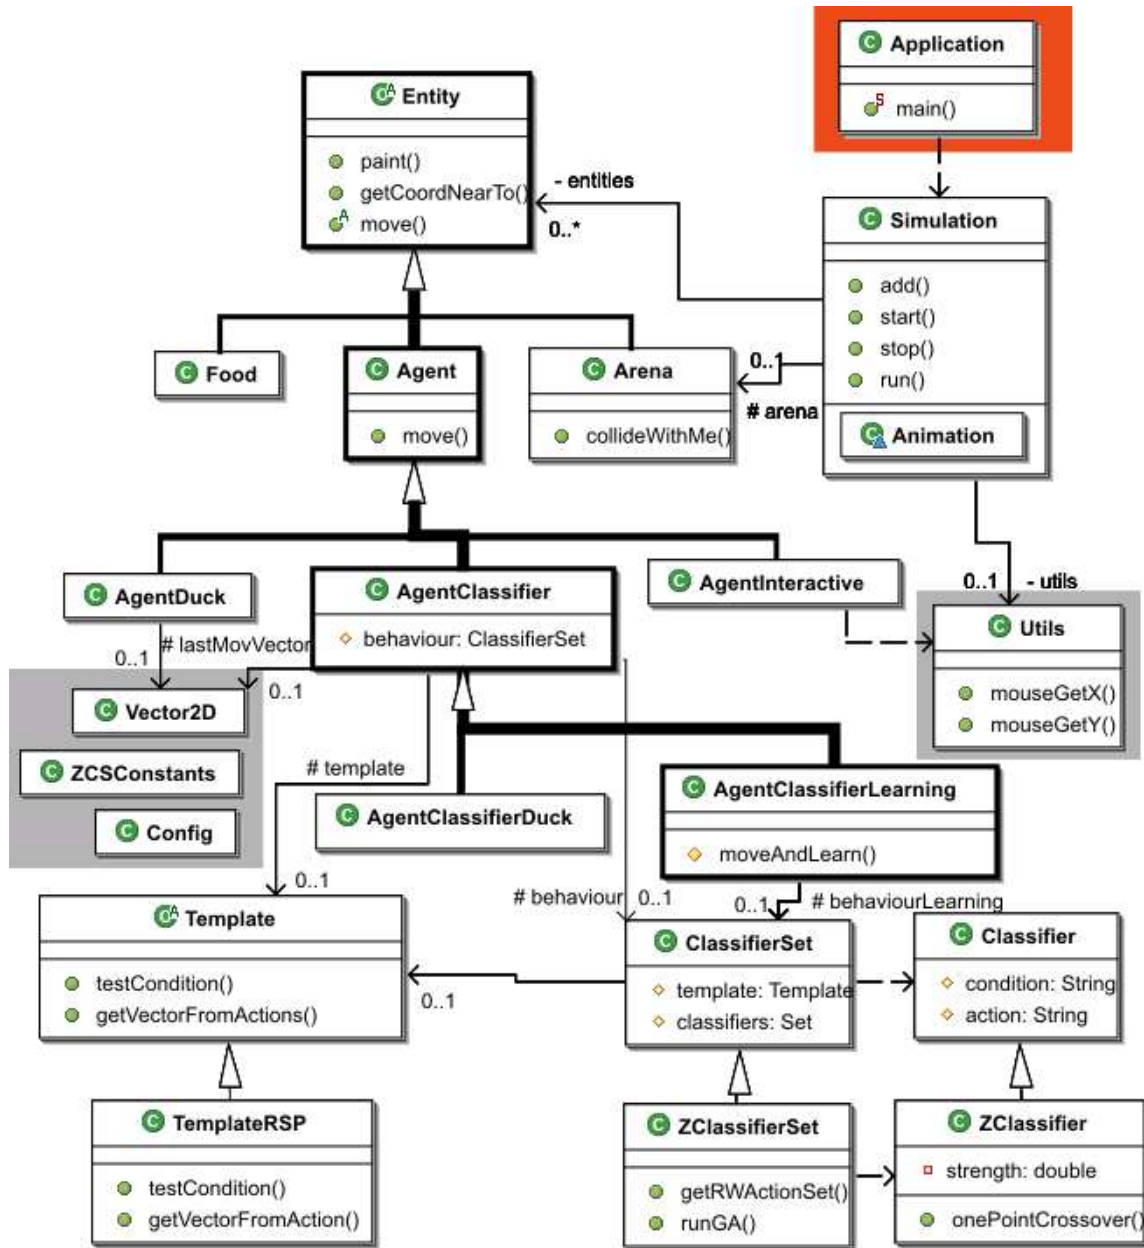 Application
main()
Entity
paint()
getCoordNearTo()
move()
- entities
0..*
Simulation
add()
start()
stop()
run()
Animation
Food
Agent
move()
Arena
collideWithMe()
0..1
# arena
AgentDuck
AgentClassifier
behaviour: ClassifierSet
AgentInteractive
0..1
- utils
Utils
mouseGetX()
mouseGetY()
# lastMovVector
0..1
0..1
Vector2D
ZCSConstants
Config
# template
0..1
AgentClassifierDuck
AgentClassifierLearning
moveAndLearn()
# behaviour
0..1
0..1
# behaviourLearning
Template
testCondition()
getVectorFromActions()
0..1
ClassifierSet
template: Template
classifiers: Set
Classifier
condition: String
action: String
TemplateRSP
testCondition()
getVectorFromAction()
ZClassifierSet
getRWActionSet()
runGA()
ZClassifier
strength: double
onePointCrossover()